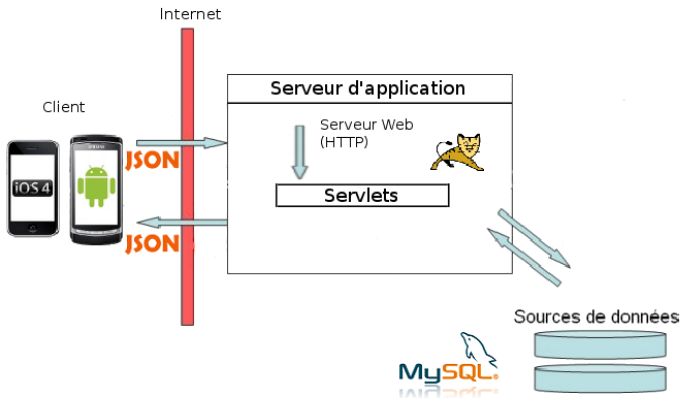 Internet
Client
Serveur d'application
Serveur Web
(HTTP)
JSON
iOS 4
Servlets
JSON
Sources de données
MySQL